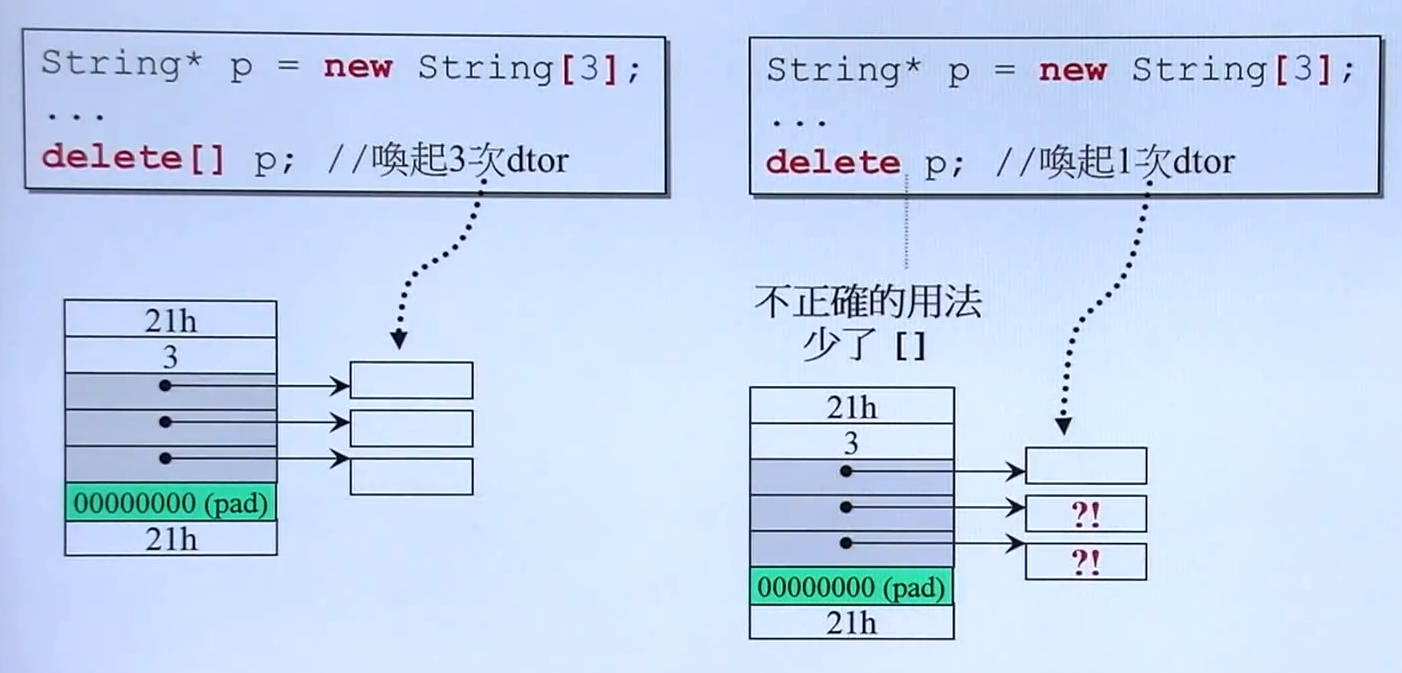 String* p = new String[3];
...
delete[] p; //喚起3次dtor
21h
3
00000000 (pad)
21h
String* p = new String[3];
...
delete p; //喚起1次dtor
不正確的用法
少了 []
21h
3
?!
?!
00000000 (pad)
21h